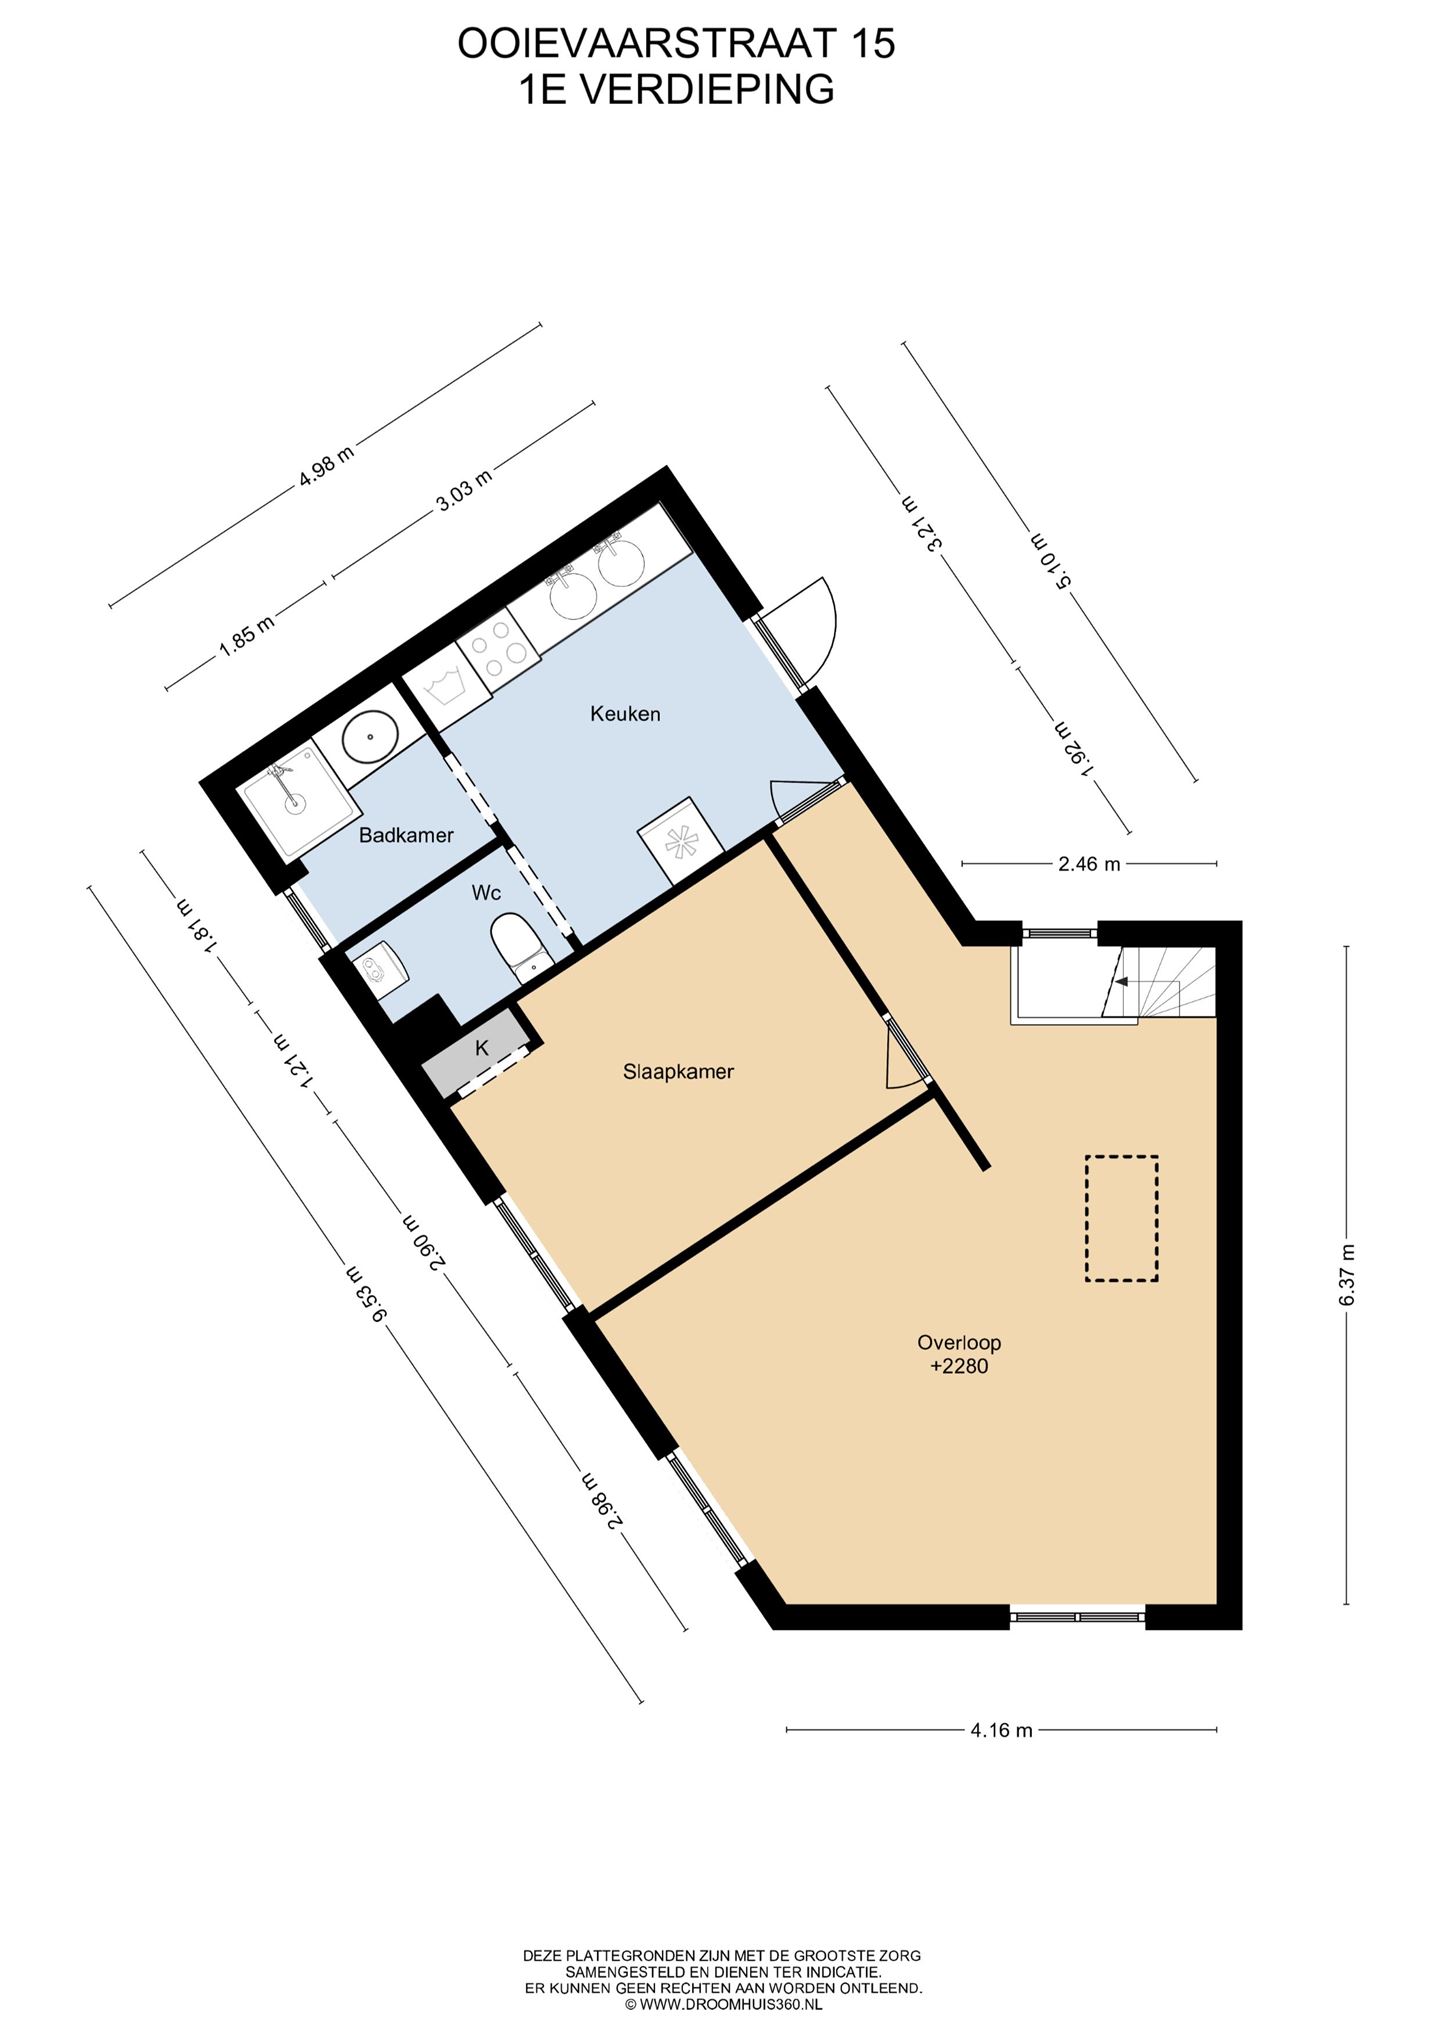 OOIEVAARSTRAAT 15
1E VERDIEPING
4.98 m
3.03 m
1.85 m
3.21 m
5.10 m
1.92 m
2.46 m
Keuken
Badkamer
Wc
K
Slaapkamer
1.81 m
1.21 m
2.90 m
9.53 m
2.98 m
6.37 m
Overloop
+2280
4.16 m
DEZE PLATTEGRONDEN ZIJN MET DE GROOTSTE ZORG
SAMENGESTELD EN DIENEN TER INDICATIE.
ER KUNNEN GEEN RECHTEN AAN WORDEN ONTLEEND.
© WWW.DROOMHUIS360.NL